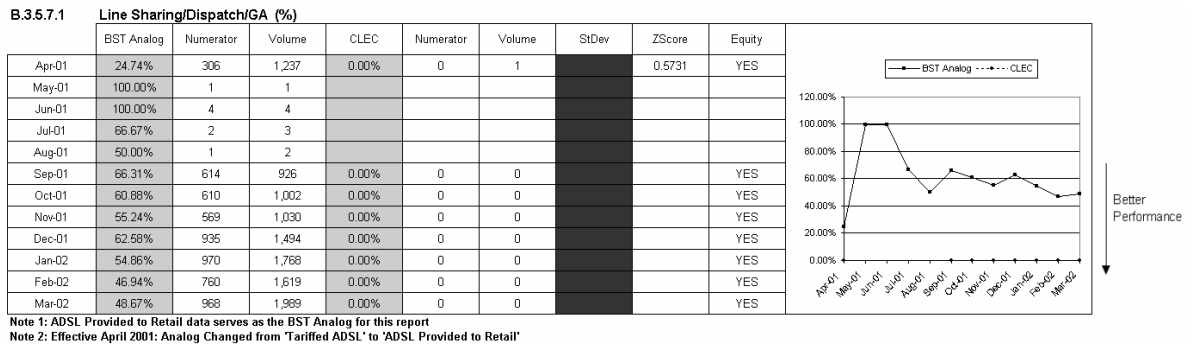 B.3.5.7.1 Line Sharing/Dispatch/GA (%)
BST Analog Numerator Volume CLEC Numerator Volume StDev ZScore Equity
Apr-01 24.74% 306 1,237 0.00% 0 1 0.5731 YES
May-01 100.00% 1 1
Jun-01 100.00% 4 4
Jul-01 66.67% 2 3
Aug-01 50.00% 1 2
Sep-01 66.31% 614 926 0.00% 0 0 YES
Oct-01 60.88% 610 1,002 0.00% 0 0 YES
Nov-01 55.24% 569 1,030 0.00% 0 0 YES
Dec-01 62.58% 935 1,494 0.00% 0 0 YES
Jan-02 54.86% 970 1,768 0.00% 0 0 YES
Feb-02 46.94% 760 1,619 0.00% 0 0 YES
Mar-02 48.67% 968 1,989 0.00% 0 0 YES
BST Analog CLEC
120.00%
100.00%
80.00%
60.00%
40.00%
20.00%
0.00%
Apr-01 May-01 Jun-01 Jul-01 Aug-01 Sep-01 Oct-01 Nov-01 Dec-01 Jan-02 Feb-02 Mar-02
Better
Performance
Note 1: ADSL Provided to Retail data serves as the BST Analog for this report
Note 2: Effective April 2001: Analog Changed from 'Tariffed ADSL' to 'ADSL Provided to Retail'